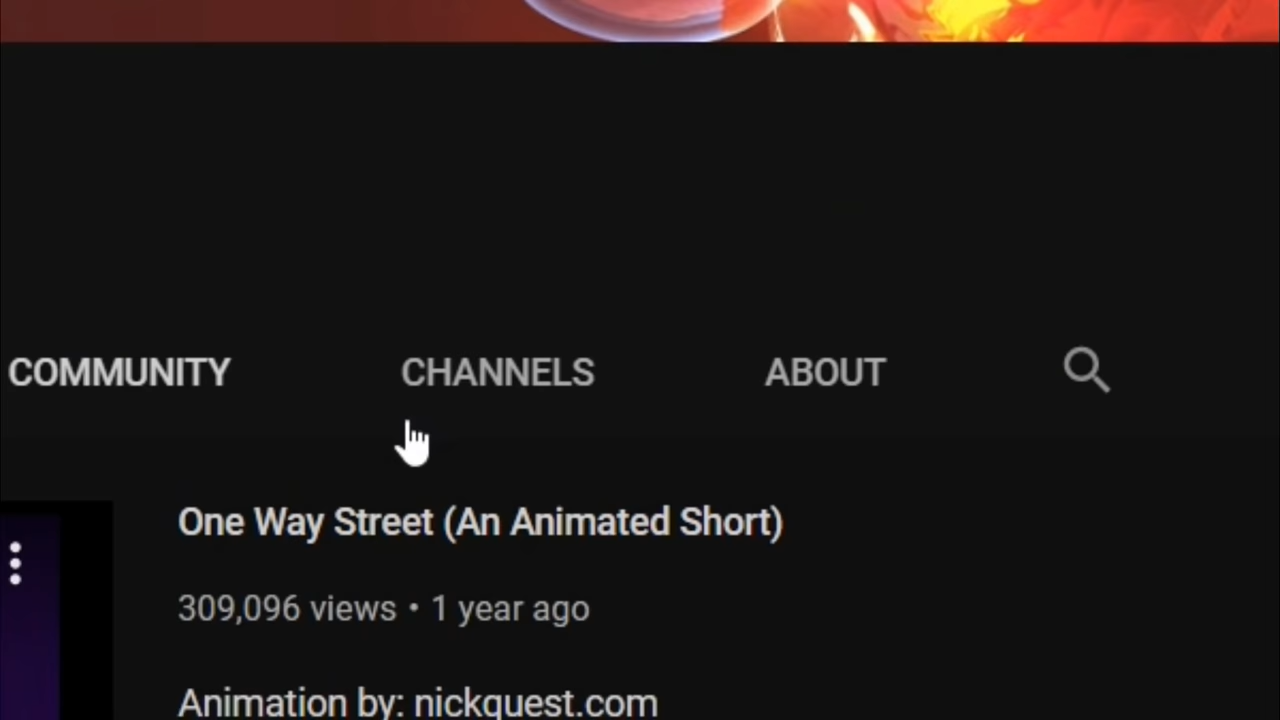 COMMUNITY CHANNELS ABOUT
One Way Street (An Animated Short)
309,096 views • 1 year ago
Animation by: nickquest.com